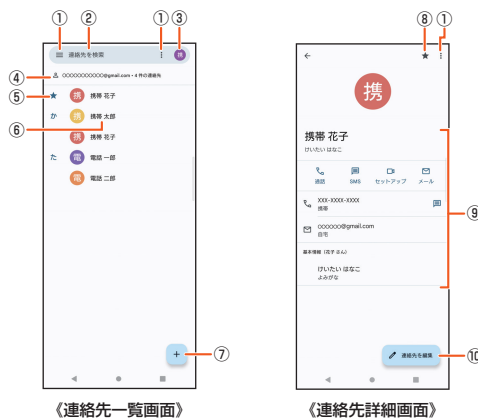 ① ② ① ③
連絡先を検索 携
④ 00000000000@gmail.com・4 件の連絡先
⑤ ★ 携 携帯 花子
か 携 携帯 太郎
⑥
携 携帯 花子
た 電 電話 一郎
電 電話 二郎
+ ⑦
《連絡先一覧画面》
⑧ ①
携
携帯 花子
けいたい はなこ
通話 SMS セットアップ メール
XXX-XXXX-XXXX
携帯
⑨
000000@gmail.com
自宅
基本情報（花子 さん）
けいたい はなこ
よみがな
連絡先を編集 ⑩
《連絡先詳細画面》